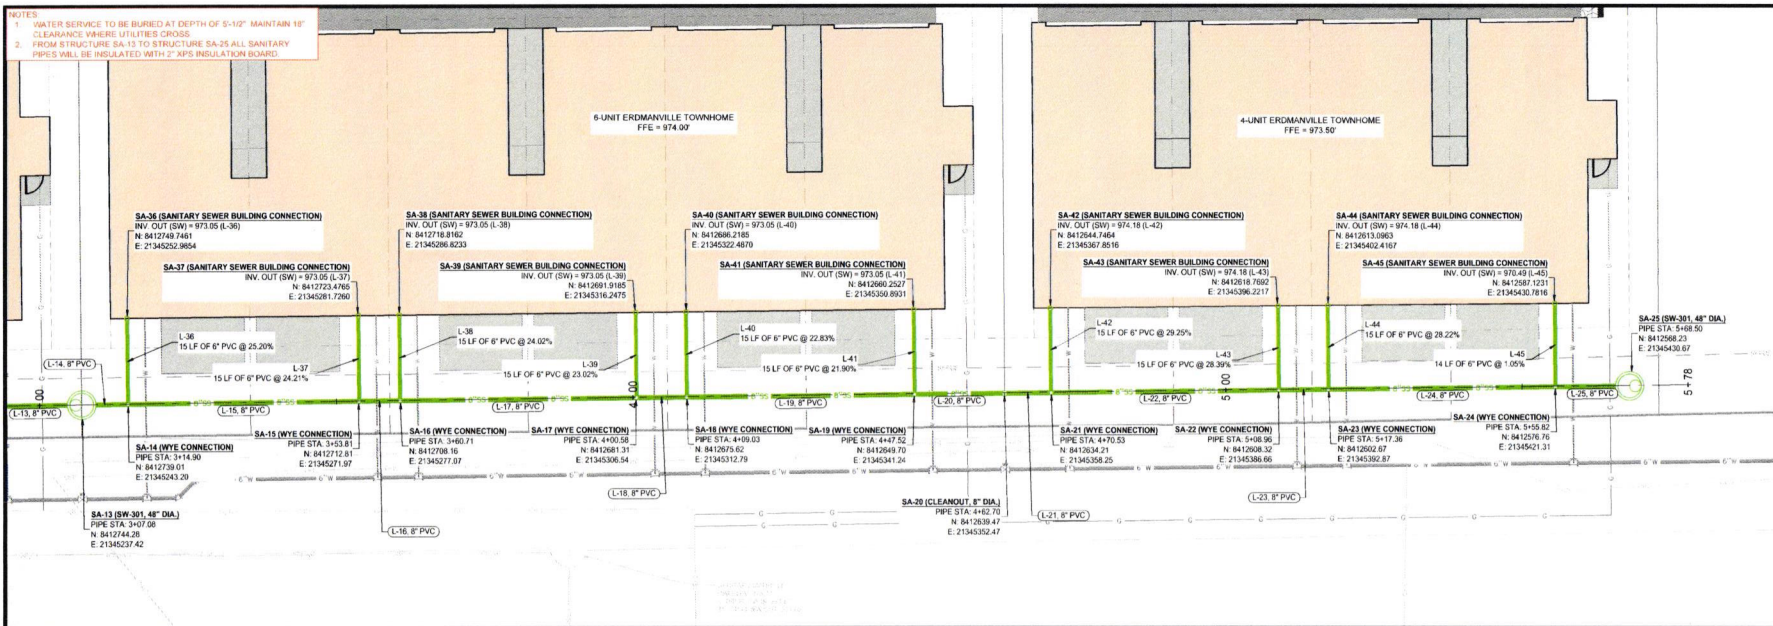 NOTES:
1. WATER SERVICE TO BE BURIED AT DEPTH OF 5'-1/2" MAINTAIN 18"
CLEARANCE WHERE UTILITIES CROSS.
2. FROM STRUCTURE SA-13 TO STRUCTURE SA-25 ALL SANITARY
PIPES WILL BE INSULATED WITH 2" XPS INSULATION BOARD.
6-UNIT ERDMANVILLE TOWNHOME
FFE = 974.00'
4-UNIT ERDMANVILLE TOWNHOME
FFE = 973.50'
SA-36 (SANITARY SEWER BUILDING CONNECTION)
INV. OUT (SW) = 973.05 (L-36)
N: 8412749.7461
E: 21345252.9854
SA-37 (SANITARY SEWER BUILDING CONNECTION)
INV. OUT (SW) = 973.05 (L-37)
N: 8412723.4765
E: 21345281.7260
SA-38 (SANITARY SEWER BUILDING CONNECTION)
INV. OUT (SW) = 973.05 (L-38)
N: 8412718.8162
E: 21345286.8233
SA-39 (SANITARY SEWER BUILDING CONNECTION)
INV. OUT (SW) = 973.05 (L-39)
N: 8412691.9185
E: 21345316.2475
SA-40 (SANITARY SEWER BUILDING CONNECTION)
INV. OUT (SW) = 973.05 (L-40)
N: 8412686.2185
E: 21345322.4870
SA-41 (SANITARY SEWER BUILDING CONNECTION)
INV. OUT (SW) = 973.05 (L-41)
N: 8412660.2527
E: 21345350.8931
SA-42 (SANITARY SEWER BUILDING CONNECTION)
INV. OUT (SW) = 974.18 (L-42)
N: 8412644.7464
E: 21345367.8516
SA-43 (SANITARY SEWER BUILDING CONNECTION)
INV. OUT (SW) = 974.18 (L-43)
N: 8412618.7692
E: 21345396.2217
SA-44 (SANITARY SEWER BUILDING CONNECTION)
INV. OUT (SW) = 974.18 (L-44)
N: 8412613.0963
E: 21345402.4167
SA-45 (SANITARY SEWER BUILDING CONNECTION)
INV. OUT (SW) = 970.49 (L-45)
N: 8412587.1231
E: 21345430.7816
SA-25 (SW-301, 48" DIA.)
PIPE STA: 5+68.50
N: 8412568.23
E: 21345430.67
L-36
15 LF OF 6" PVC @ 25.20%
L-37
15 LF OF 6" PVC @ 24.21%
L-38
15 LF OF 6" PVC @ 24.02%
L-39
15 LF OF 6" PVC @ 23.02%
L-40
15 LF OF 6" PVC @ 22.83%
L-41
15 LF OF 6" PVC @ 21.90%
L-42
15 LF OF 6" PVC @ 29.25%
L-43
15 LF OF 6" PVC @ 28.39%
L-44
15 LF OF 6" PVC @ 28.22%
L-45
14 LF OF 6" PVC @ 1.05%
L-14, 8" PVC
L-13, 8" PVC
L-15, 8" PVC
L-17, 8" PVC
4+00
L-19, 8" PVC
L-20, 8" PVC
L-22, 8" PVC
5+00
L-24, 8" PVC
L-25, 8" PVC
5+78
SA-14 (WYE CONNECTION)
PIPE STA: 3+14.90
N: 8412739.01
E: 21345243.20
SA-15 (WYE CONNECTION)
PIPE STA: 3+53.81
N: 8412712.81
E: 21345271.97
SA-16 (WYE CONNECTION)
PIPE STA: 3+60.71
N: 8412708.16
E: 21345277.07
SA-17 (WYE CONNECTION)
PIPE STA: 4+00.58
N: 8412681.31
E: 21345306.54
SA-18 (WYE CONNECTION)
PIPE STA: 4+09.03
N: 8412675.62
E: 21345312.79
SA-19 (WYE CONNECTION)
PIPE STA: 4+47.52
N: 8412649.70
E: 21345341.24
SA-21 (WYE CONNECTION)
PIPE STA: 4+70.53
N: 8412634.21
E: 21345358.25
SA-22 (WYE CONNECTION)
PIPE STA: 5+08.96
N: 8412608.32
E: 21345386.66
SA-23 (WYE CONNECTION)
PIPE STA: 5+17.36
N: 8412602.67
E: 21345392.87
SA-24 (WYE CONNECTION)
PIPE STA: 5+55.82
N: 8412576.76
E: 21345421.31
SA-13 (SW-301, 48" DIA.)
PIPE STA: 3+07.08
N: 8412744.28
E: 21345237.42
L-16, 8" PVC
L-18, 8" PVC
SA-20 (CLEANOUT, 8" DIA.)
PIPE STA: 4+62.70
N: 8412639.47
E: 21345352.47
L-21, 8" PVC
L-23, 8" PVC